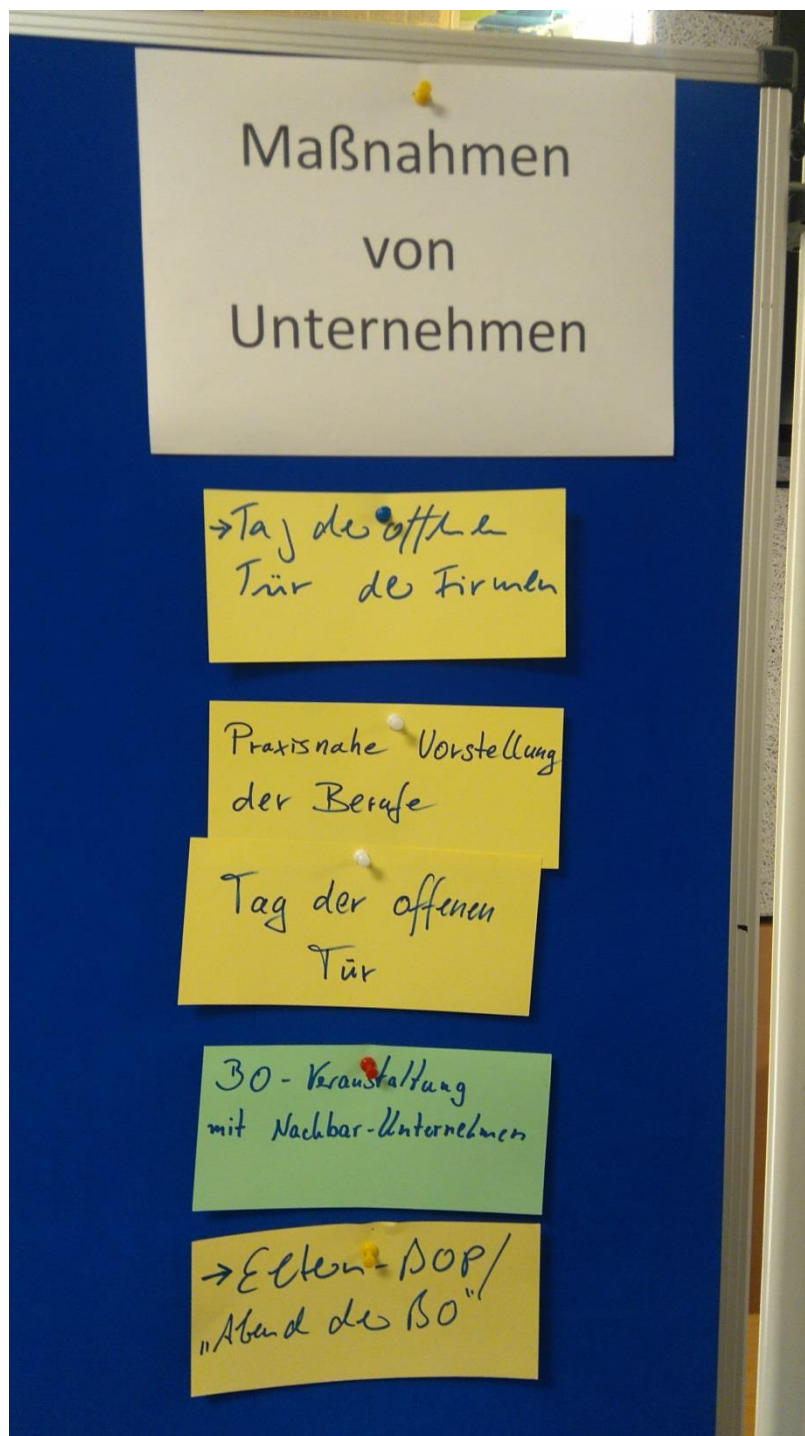 Maßnahmen
von
Unternehmen
→Tag der offenen
Tür der Firmen
Praxisnahe Vorstellung
der Berufe
Tag der offenen
Tür
BO-Veranstaltung
mit Nachbar-Unternehmen
→Eltern-BOP/
„Abend der BO"